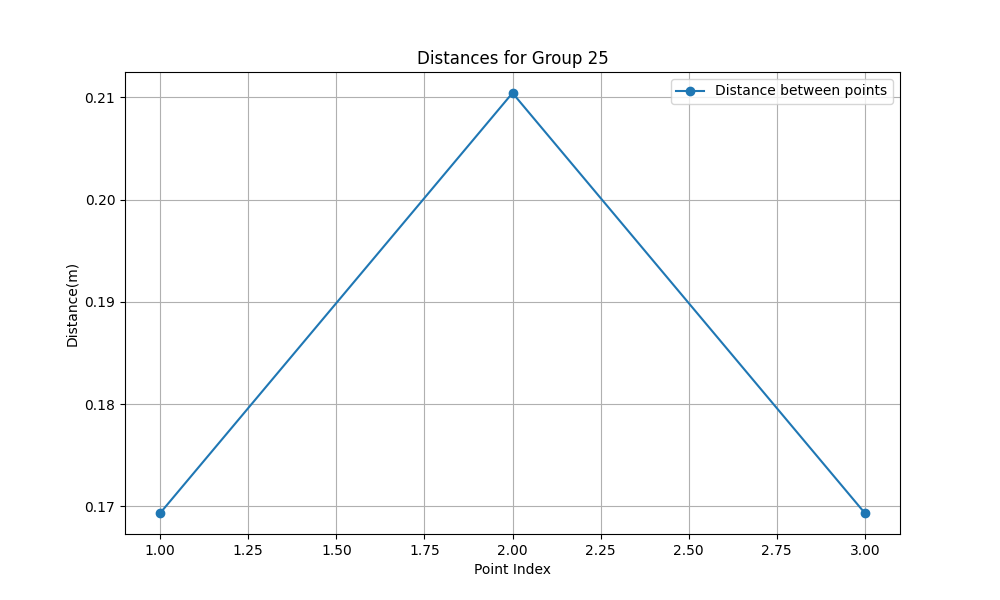 Distances for Group 25
Distance between points
0.21
0.20
0.19
0.18
0.17
Distance(m)
1.00 1.25 1.50 1.75 2.00 2.25 2.50 2.75 3.00
Point Index